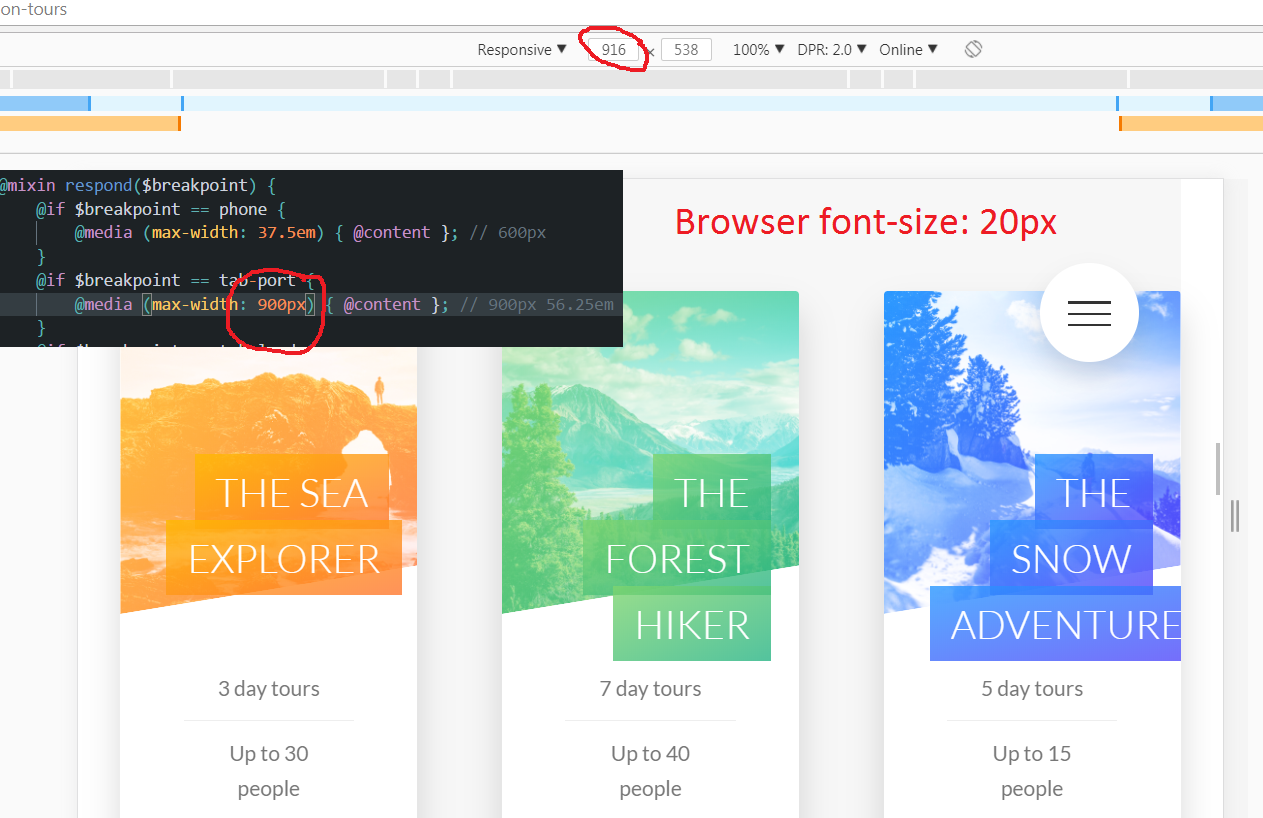 on-tours
Responsive ▼ 916 × 538 100% ▼ DPR: 2.0 ▼ Online ▼
@mixin respond($breakpoint) {
@if $breakpoint == phone {
@media (max-width: 37.5em) { @content }; // 600px
}
@if $breakpoint == tab-port {
@media (max-width: 900px) { @content }; // 900px 56.25em
}
Browser font-size: 20px
THE SEA
EXPLORER
3 day tours
Up to 30
people
THE
FOREST
HIKER
7 day tours
Up to 40
people
THE
SNOW
ADVENTURE
5 day tours
Up to 15
people